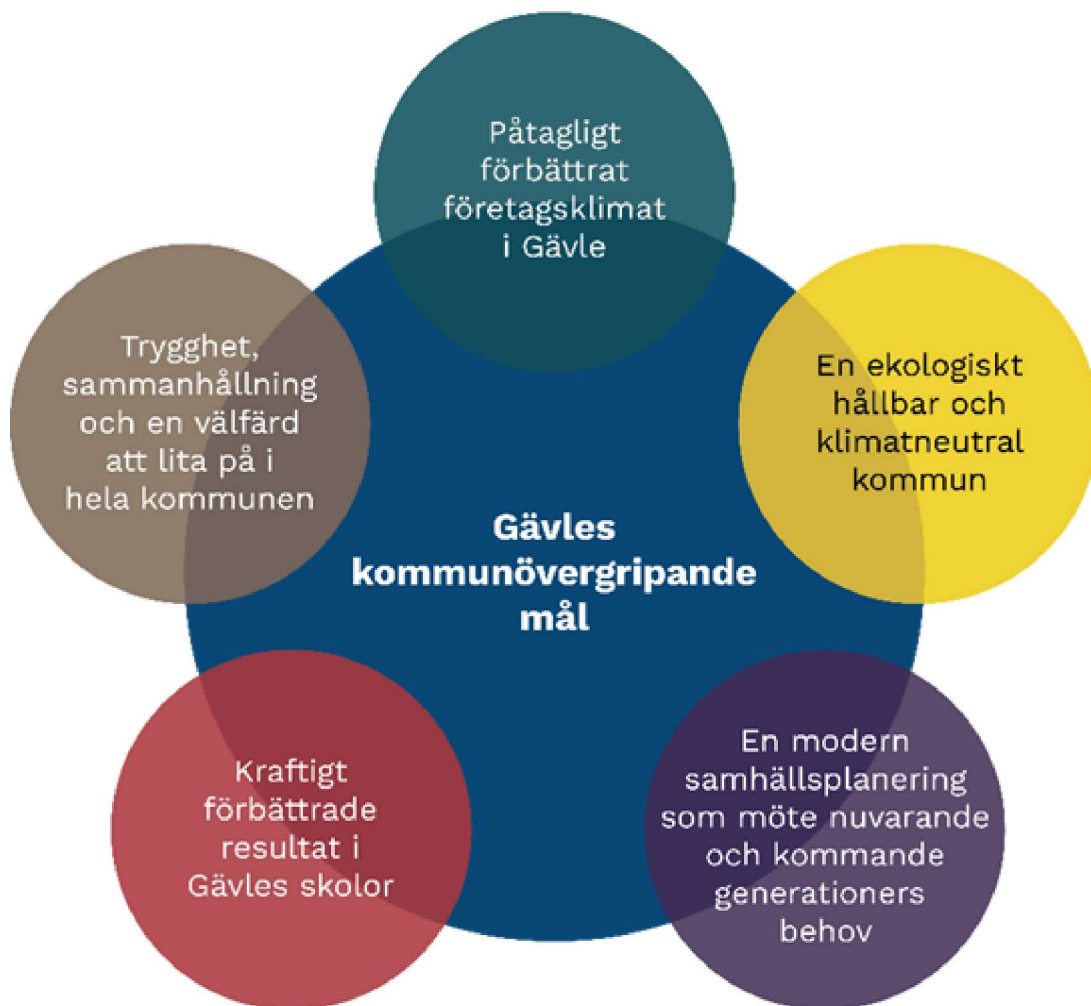 Påtagligt
förbättrat
företagsklimat
i Gävle
Trygghet,
sammanhållning
och en välfärd
att lita på i
hela kommunen
En ekologiskt
hållbar och
klimatneutral
kommun
Gävles
kommunövergripande
mål
Kraftigt
förbättrade
resultat i
Gävles skolor
En modern
samhällsplanering
som möte nuvarande
och kommande
generationers
behov